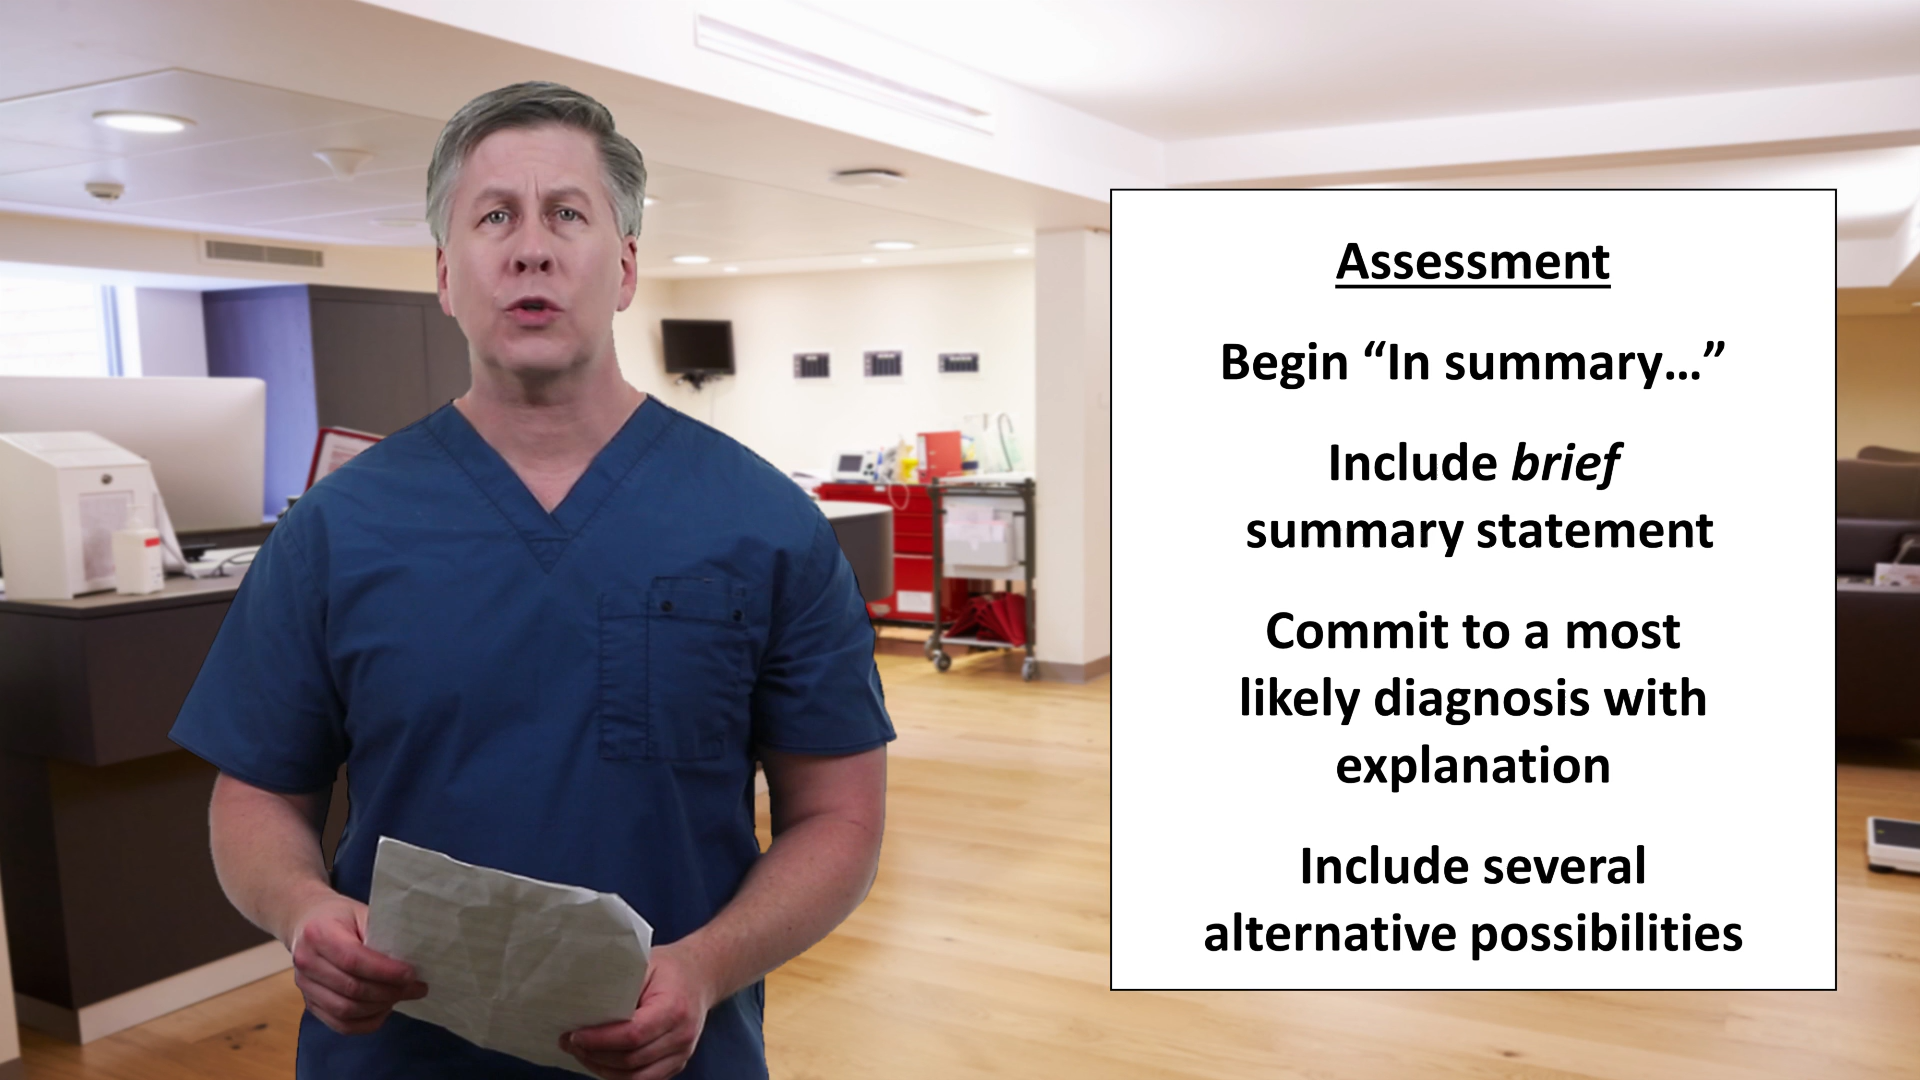 Assessment
Begin “In summary…”
Include brief
summary statement
Commit to a most
likely diagnosis with
explanation
Include several
alternative possibilities